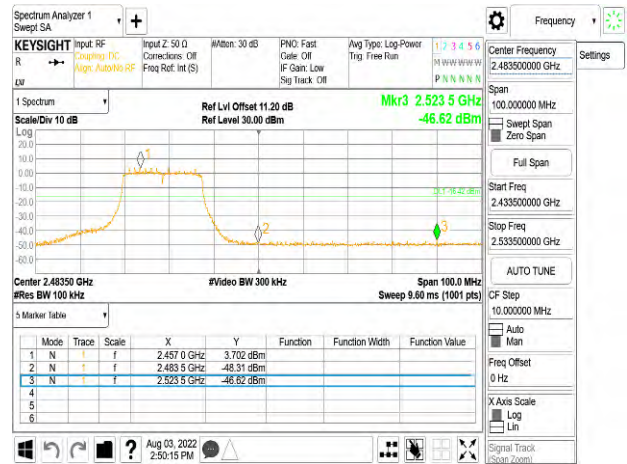 Spectrum Analyzer 1
Swept SA
Frequency
KEYSIGHT
R
Input: RF
Coupling: DC
Align: Auto/No RF
Input Z: 50 Ω
Corrections: Off
Freq Ref: Int (S)
#Atten: 30 dB
PNO: Fast
Gate: Off
IF Gain: Low
Sig Track: Off
Avg Type: Log-Power
Trig: Free Run
1 2 3 4 5 6
M W W W W W
P N N N N N
Center Frequency
2.483500000 GHz
Settings
Span
100.000000 MHz
Swept Span
Zero Span
Full Span
Start Freq
2.433500000 GHz
Stop Freq
2.533500000 GHz
AUTO TUNE
CF Step
10.000000 MHz
Auto
Man
Freq Offset
0 Hz
X Axis Scale
Log
Lin
Signal Track
(Span Zoom)
1 Spectrum
Scale/Div 10 dB
Ref Lvl Offset 11.20 dB
Ref Level 30.00 dBm
Mkr3 2.523 5 GHz
-46.62 dBm
Log
20.0
10.0
0.00
-10.0
-20.0
-30.0
-40.0
-50.0
-60.0
1
2
3
DL1 -16.42 dBm
Center 2.48350 GHz
#Res BW 100 kHz
#Video BW 300 kHz
Span 100.0 MHz
Sweep 9.60 ms (1001 pts)
5 Marker Table
Mode Trace Scale X Y Function Function Width Function Value
1 N 1 f 2.457 0 GHz 3.702 dBm
2 N 1 f 2.483 5 GHz -48.31 dBm
3 N 1 f 2.523 5 GHz -46.62 dBm
4
5
6
?
Aug 03, 2022
2:50:15 PM